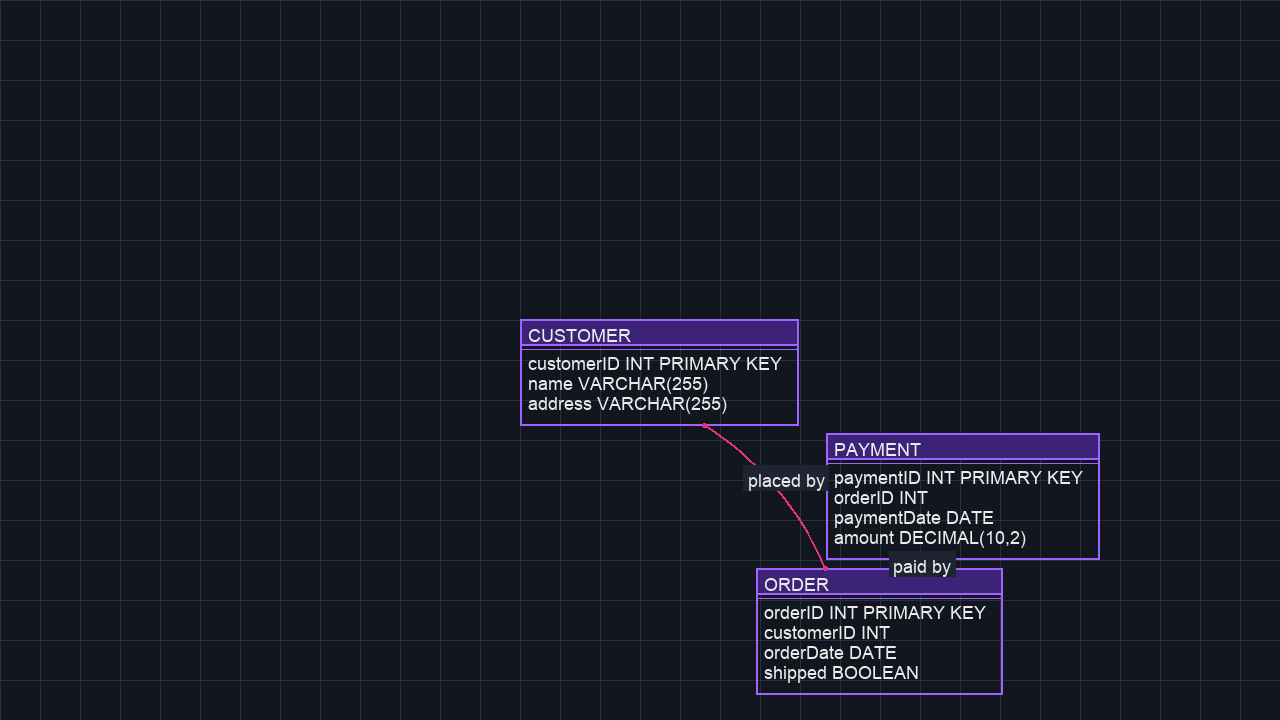 CUSTOMER
customerID INT PRIMARY KEY
name VARCHAR(255)
address VARCHAR(255)
placed by
PAYMENT
paymentID INT PRIMARY KEY
orderID INT
paymentDate DATE
amount DECIMAL(10,2)
paid by
ORDER
orderID INT PRIMARY KEY
customerID INT
orderDate DATE
shipped BOOLEAN